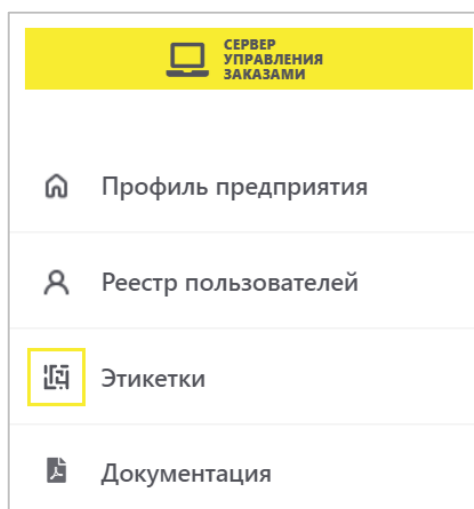 СЕРВЕР
УПРАВЛЕНИЯ
ЗАКАЗАМИ
Профиль предприятия
Реестр пользователей
Этикетки
Документация